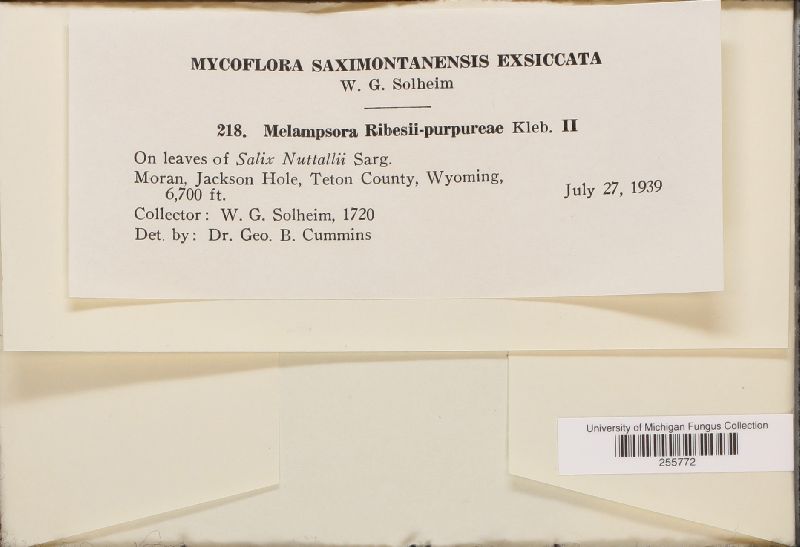 MYCOFLORA SAXIMONTANENSIS EXSICCATA
W. G. Solheim
218. Melampsora Ribesii-purpureae Kleb. II
On leaves of Salix Nuttallii Sarg.
Moran, Jackson Hole, Teton County, Wyoming,
6,700 ft. July 27, 1939
Collector: W. G. Solheim, 1720
Det. by: Dr. Geo. B. Cummins
University of Michigan Fungus Collection
255772